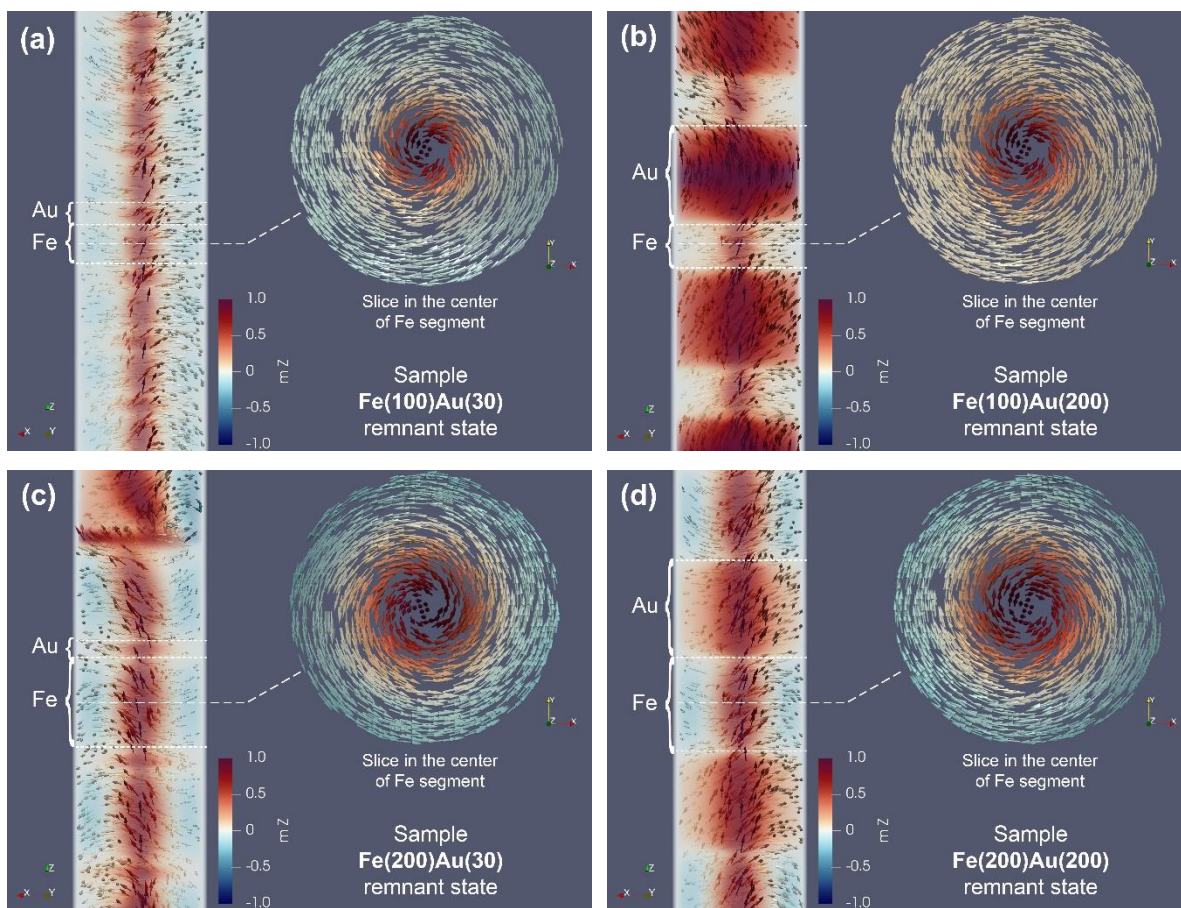 (a)
Au
Fe
1.0
0.5
0
-0.5
-1.0
mZ
Z
X
Y
Y
Z
X
Slice in the center
of Fe segment
Sample
Fe(100)Au(30)
remnant state
(b)
Au
Fe
1.0
0.5
0
-0.5
-1.0
mZ
Z
X
Y
Y
Z
X
Slice in the center
of Fe segment
Sample
Fe(100)Au(200)
remnant state
(c)
Au
Fe
1.0
0.5
0
-0.5
-1.0
mZ
Z
X
Y
Y
Z
X
Slice in the center
of Fe segment
Sample
Fe(200)Au(30)
remnant state
(d)
Au
Fe
1.0
0.5
0
-0.5
-1.0
mZ
Z
X
Y
Y
Z
X
Slice in the center
of Fe segment
Sample
Fe(200)Au(200)
remnant state